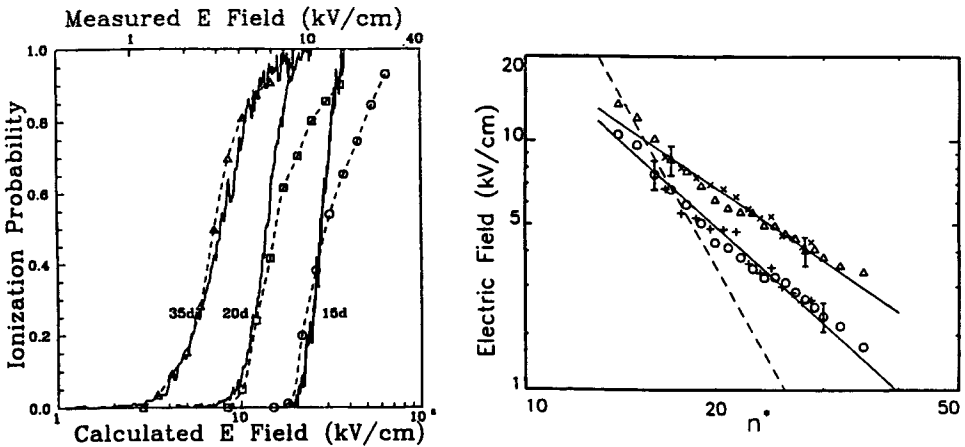 Measured E Field (kV/cm)
1 10 40
1.0
0.8
0.6
0.4
0.2
0.0
Ionization Probability
35d 20d 15d
1 10 10²
Calculated E Field (kV/cm)
20
10
5
2
1
Electric Field (kV/cm)
10 20 50
n*